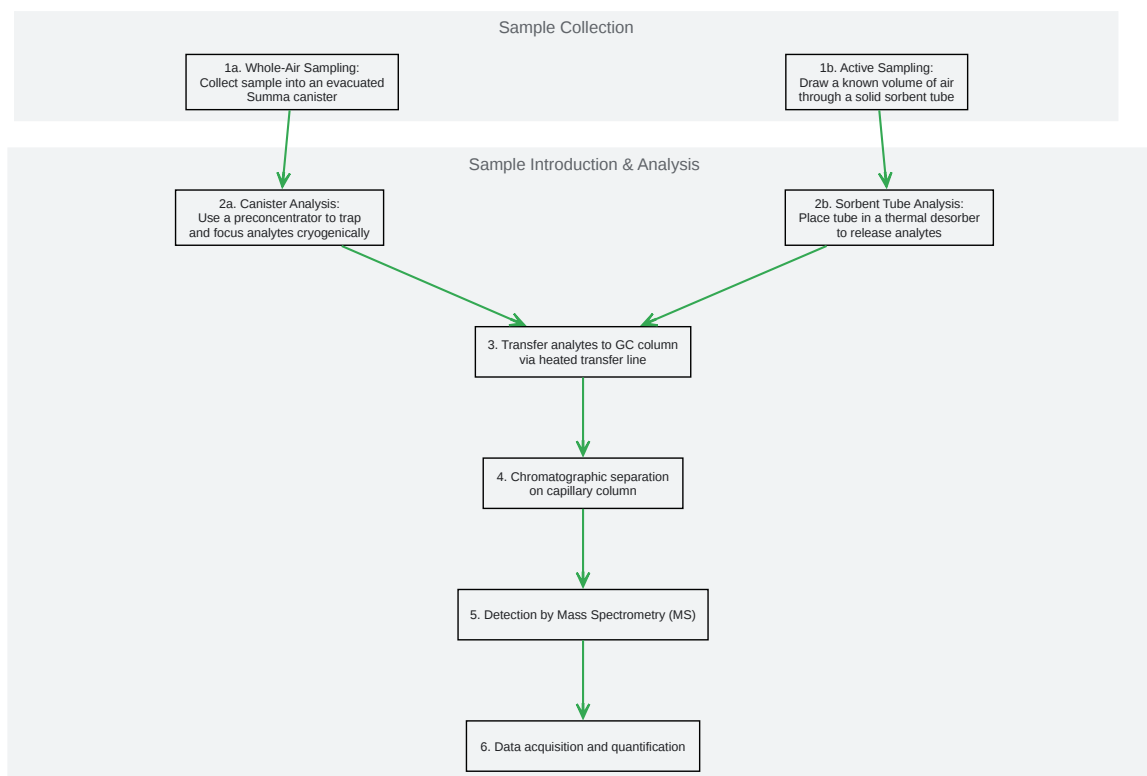 Sample Collection
1a. Whole-Air Sampling:
Collect sample into an evacuated
Summa canister
1b. Active Sampling:
Draw a known volume of air
through a solid sorbent tube
Sample Introduction & Analysis
2a. Canister Analysis:
Use a preconcentrator to trap
and focus analytes cryogenically
2b. Sorbent Tube Analysis:
Place tube in a thermal desorber
to release analytes
3. Transfer analytes to GC column
via heated transfer line
4. Chromatographic separation
on capillary column
5. Detection by Mass Spectrometry (MS)
6. Data acquisition and quantification